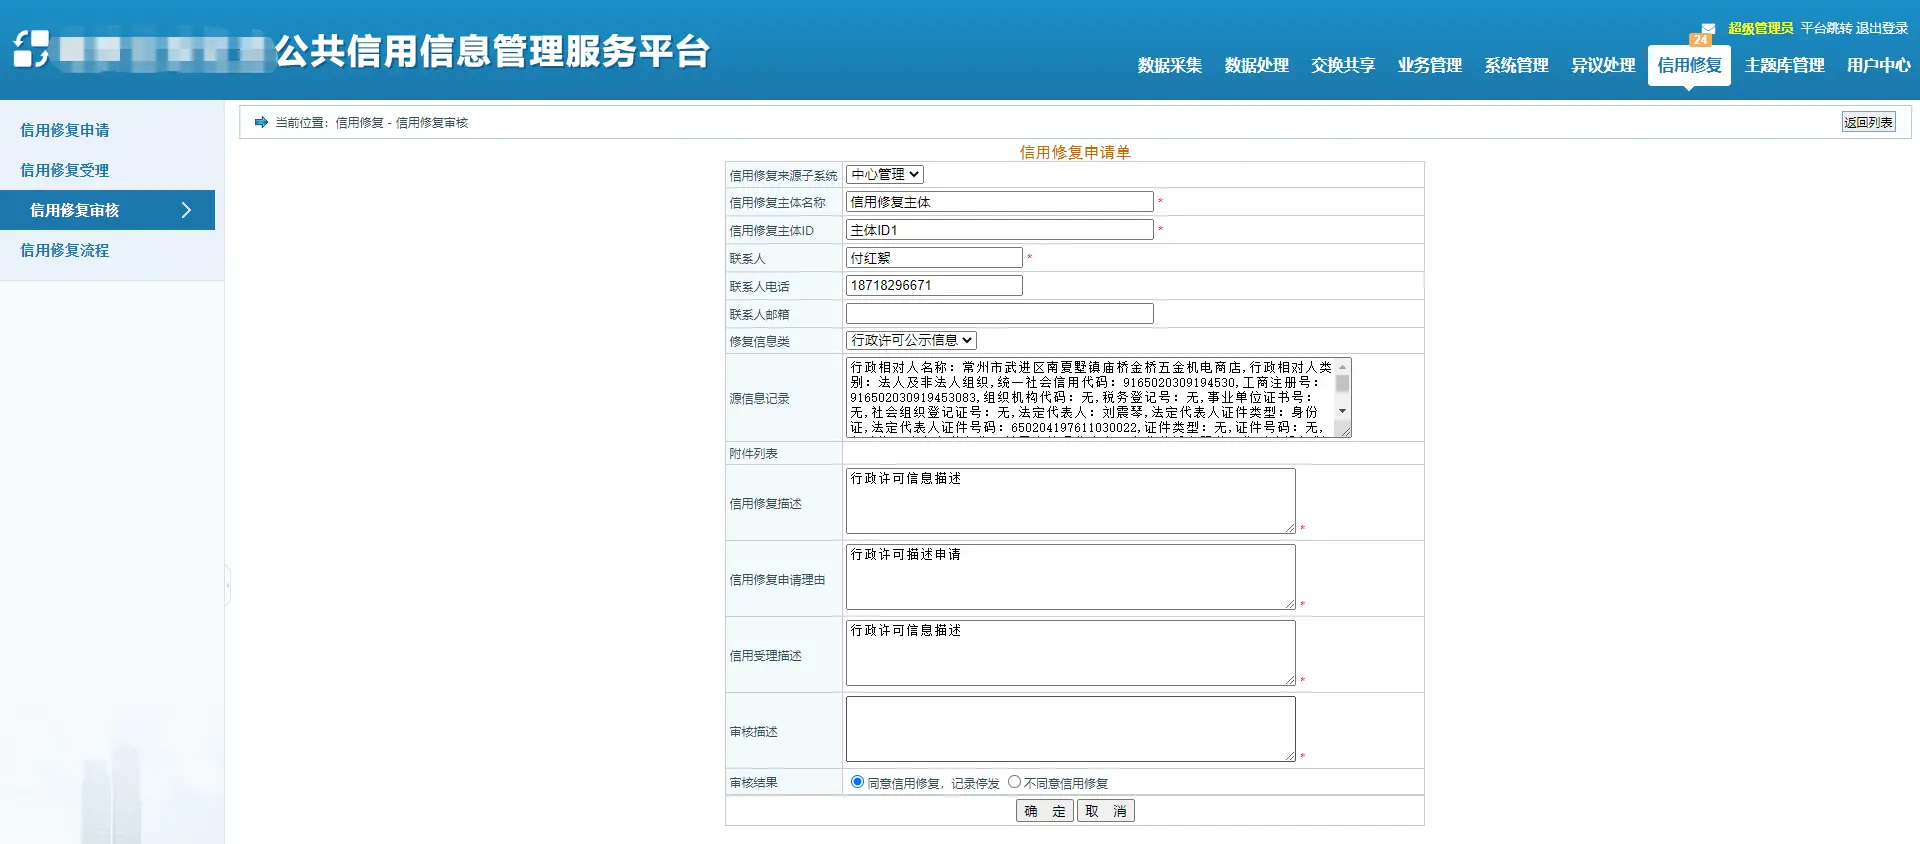 公共信用信息管理服务平台
24
超级管理员 平台跳转 退出登录
数据采集 数据处理 交换共享 业务管理 系统管理 异议处理 信用修复 主题库管理 用户中心
信用修复申请
信用修复受理
信用修复审核
信用修复流程
当前位置：信用修复 - 信用修复审核
返回列表
信用修复申请单
信用修复来源子系统 中心管理
信用修复主体名称 信用修复主体 *
信用修复主体ID 主体ID1 *
联系人 付红絮 *
联系人电话 18718296671
联系人邮箱
修复信息类 行政许可公示信息
源信息记录
行政相对人名称：常州市武进区南夏墅镇庙桥金桥五金机电商店,行政相对人类
别：法人及非法人组织,统一社会信用代码：9165020309194530,工商注册号：
916502030919453083,组织机构代码：无,税务登记号：无,事业单位证书号：
无,社会组织登记证号：无,法定代表人：刘震琴,法定代表人证件类型：身份
证,法定代表人证件号码：650204197611030022,证件类型：无,证件号码：无,
附件列表
信用修复描述 行政许可信息描述 *
信用修复申请理由 行政许可描述申请 *
信用受理描述 行政许可信息描述 *
审核描述 *
审核结果 同意信用修复，记录停发 不同意信用修复
确 定 取 消